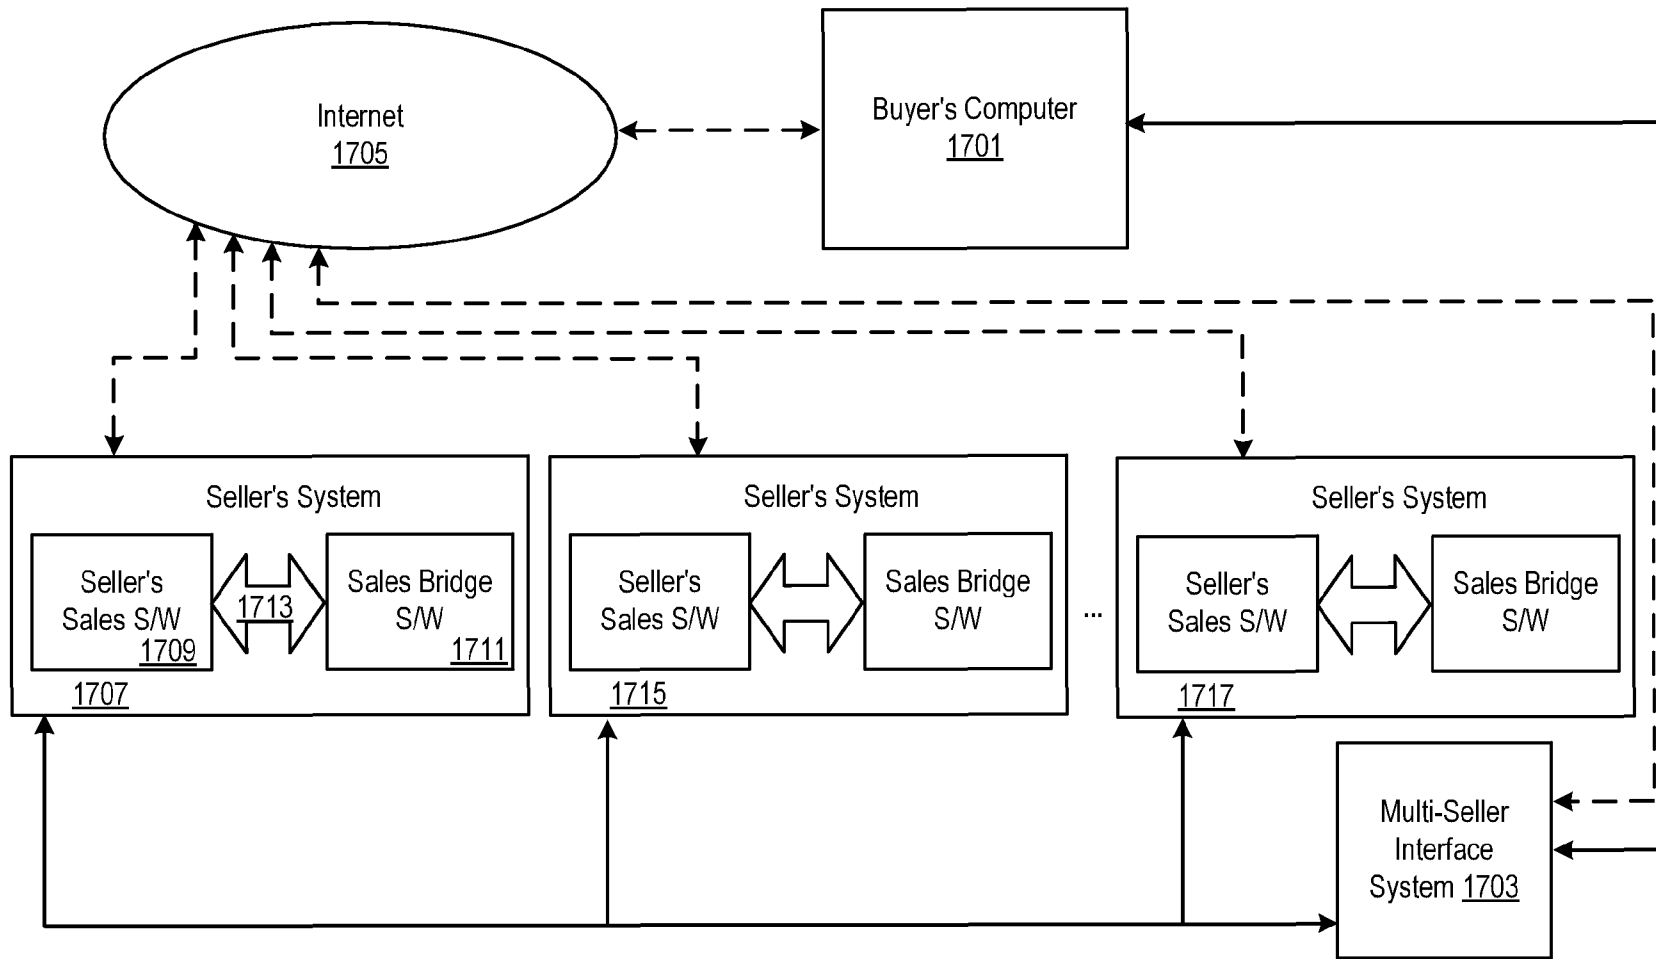 Internet
1705
Buyer's Computer
1701
Seller's System
Seller's
Sales S/W
1709
1713
Sales Bridge
S/W
1711
1707
Seller's System
Seller's
Sales S/W
Sales Bridge
S/W
1715
...
Seller's System
Seller's
Sales S/W
Sales Bridge
S/W
1717
Multi-Seller
Interface
System 1703